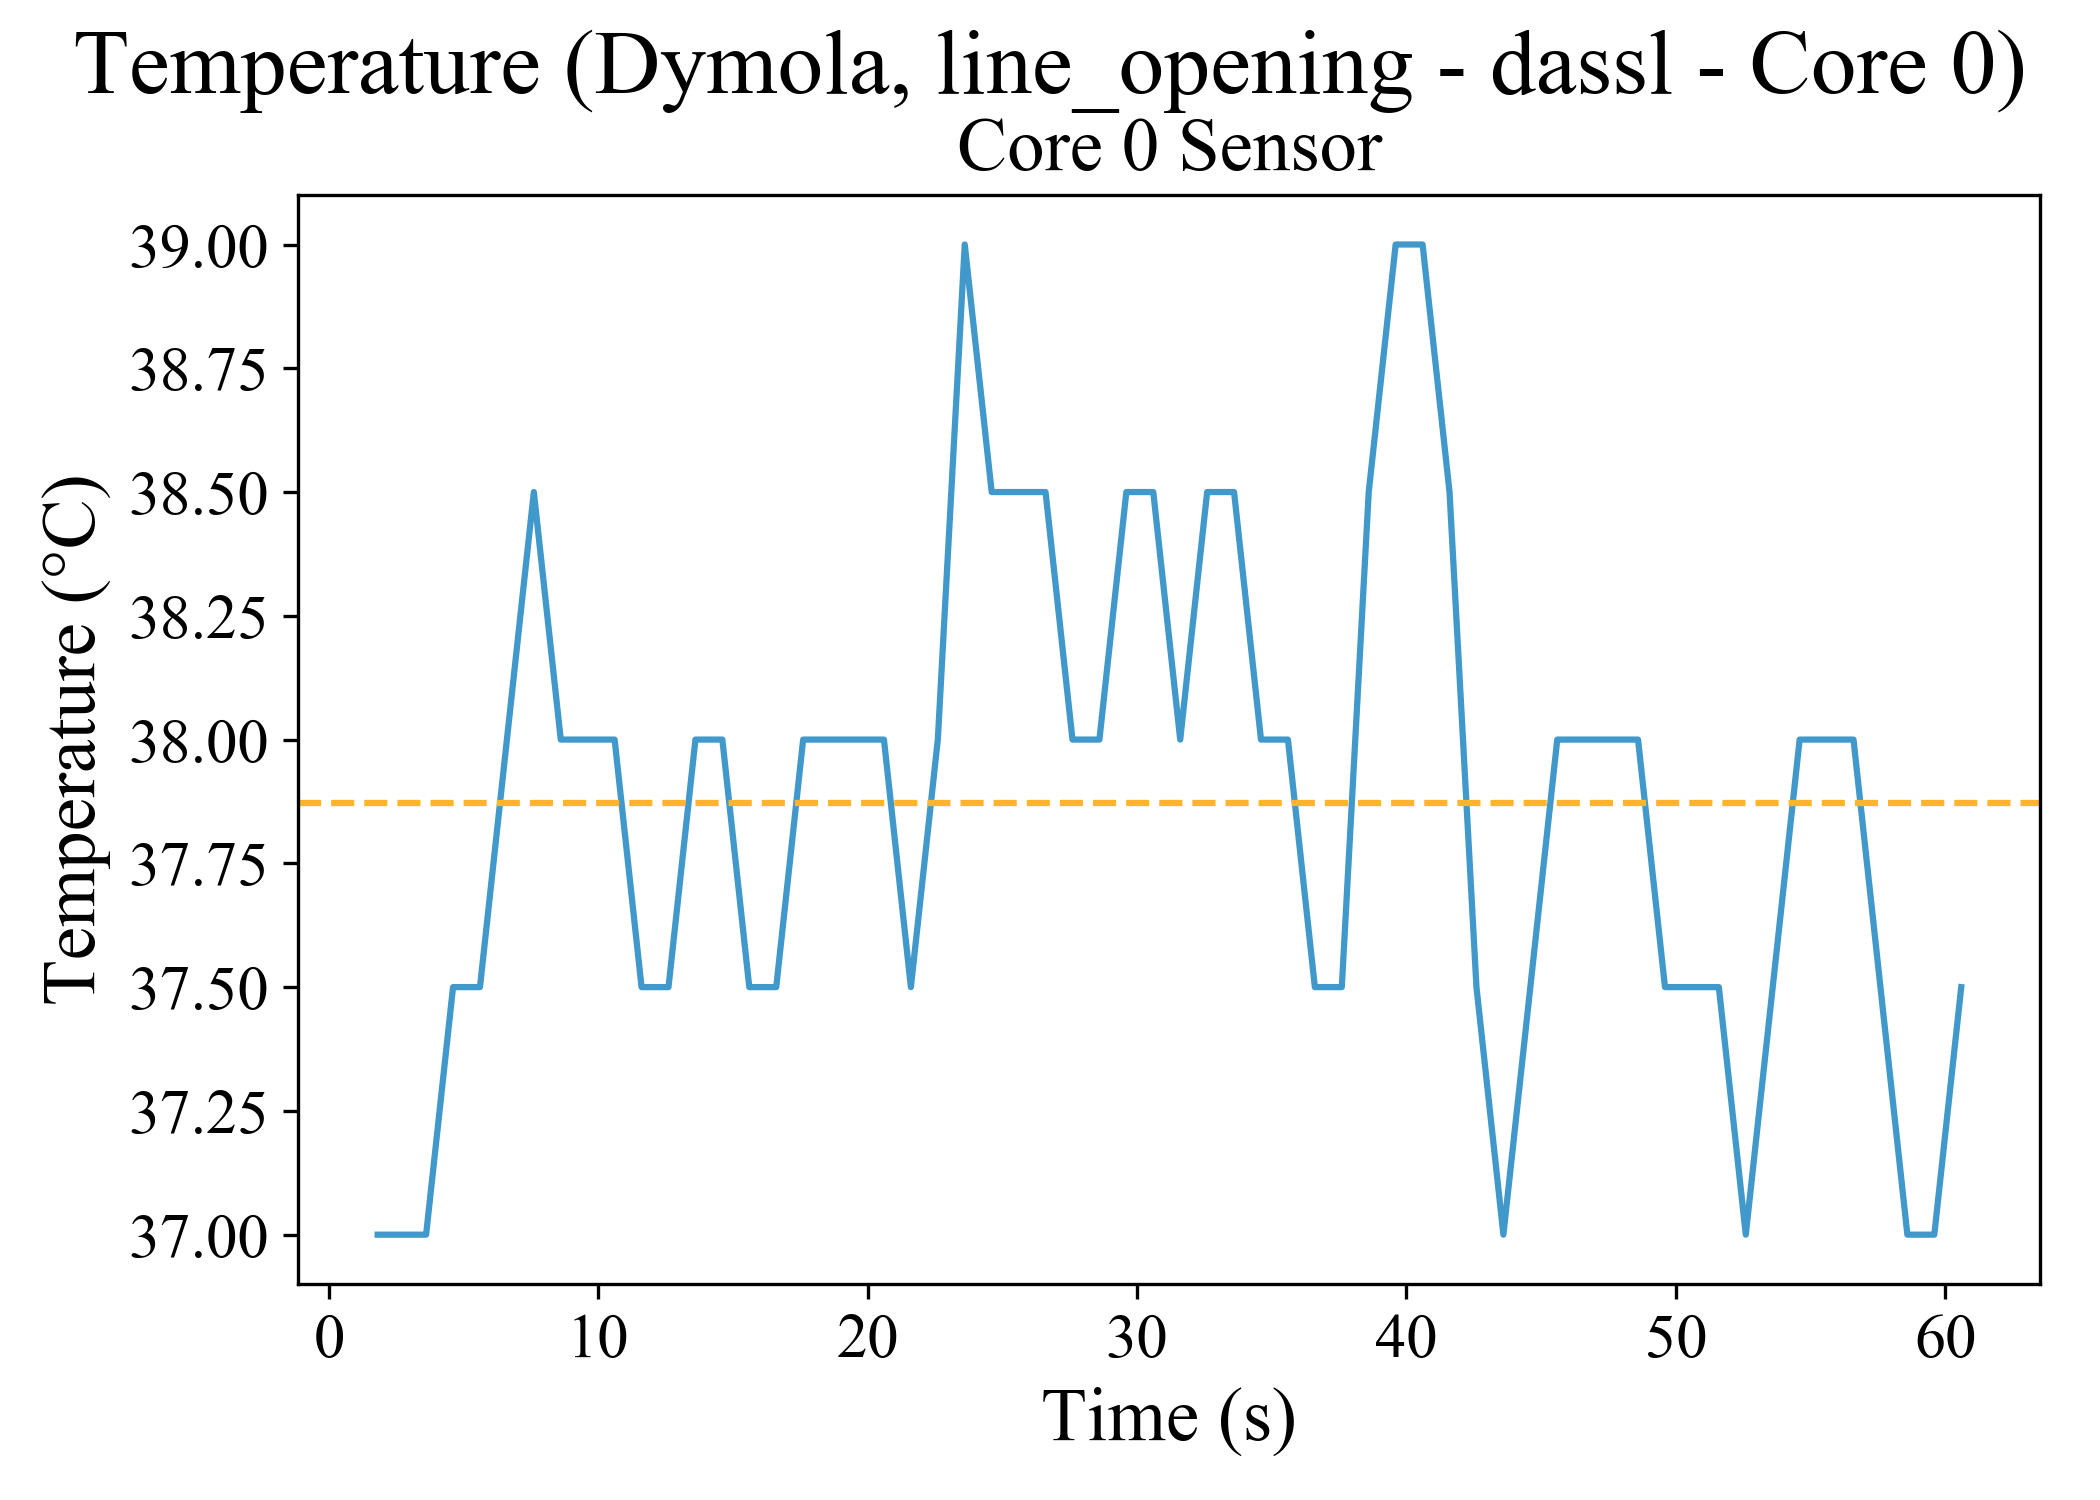 Temperature (Dymola, line_opening - dassl - Core 0)
Core 0 Sensor
39.00
38.75
38.50
38.25
38.00
37.75
37.50
37.25
37.00
Temperature (°C)
0 10 20 30 40 50 60
Time (s)